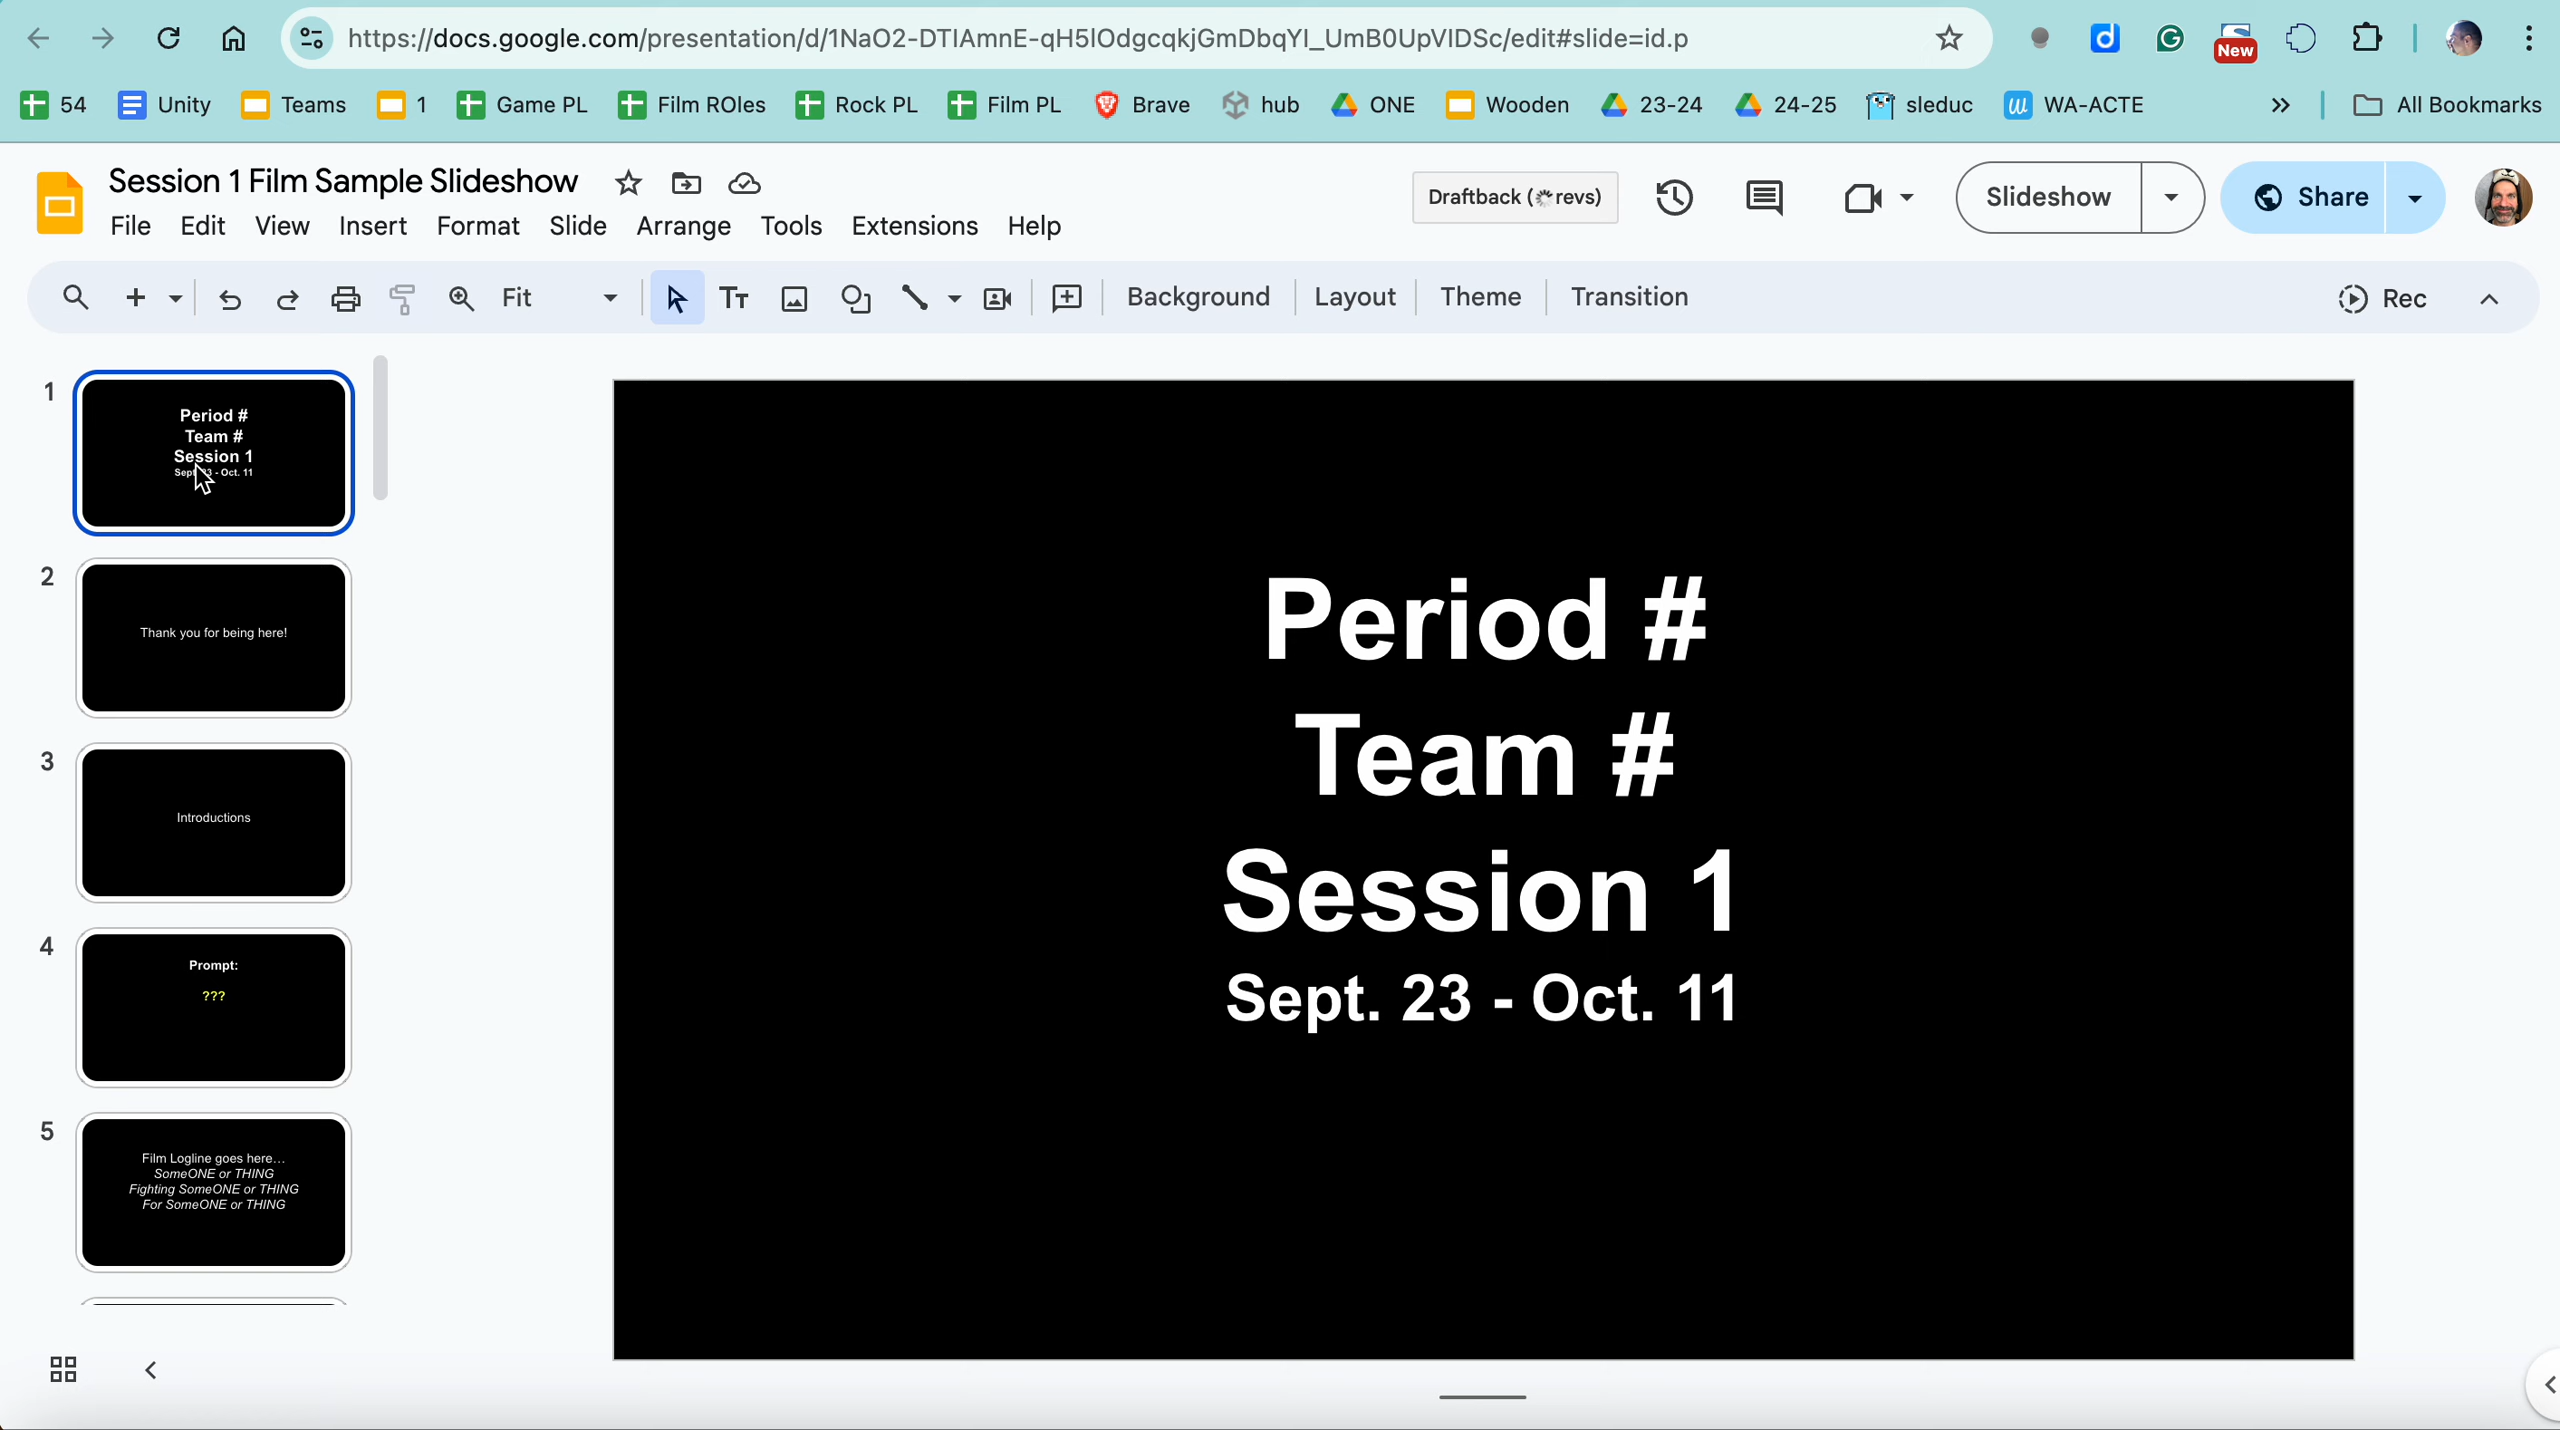 https://docs.google.com/presentation/d/1NaO2-DTIAmnE-qH5lOdgcqkjGmDbqYI_UmB0UpVIDSc/edit#slide=id.p
New
54 Unity Teams 1 Game PL Film ROles Rock PL Film PL Brave hub ONE Wooden 23-24 24-25 sleduc WA-ACTE All Bookmarks
Session 1 Film Sample Slideshow
File Edit View Insert Format Slide Arrange Tools Extensions Help
Draftback ( revs)
Slideshow
Share
Fit
Background Layout Theme Transition
Rec
1
Period #
Team #
Session 1
Sept. 23 - Oct. 11
2
Thank you for being here!
3
Introductions
4
Prompt:
???
5
Film Logline goes here...
SomeONE or THING
Fighting SomeONE or THING
For SomeONE or THING
Period #
Team #
Session 1
Sept. 23 - Oct. 11